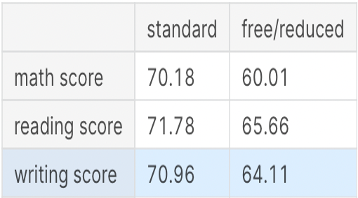 standard free/reduced
math score 70.18 60.01
reading score 71.78 65.66
writing score 70.96 64.11